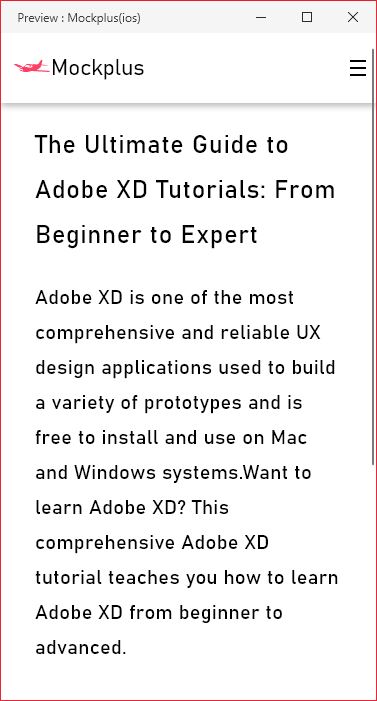 Preview : Mockplus(ios)
Mockplus
The Ultimate Guide to
Adobe XD Tutorials: From
Beginner to Expert
Adobe XD is one of the most
comprehensive and reliable UX
design applications used to build
a variety of prototypes and is
free to install and use on Mac
and Windows systems.Want to
learn Adobe XD? This
comprehensive Adobe XD
tutorial teaches you how to learn
Adobe XD from beginner to
advanced.